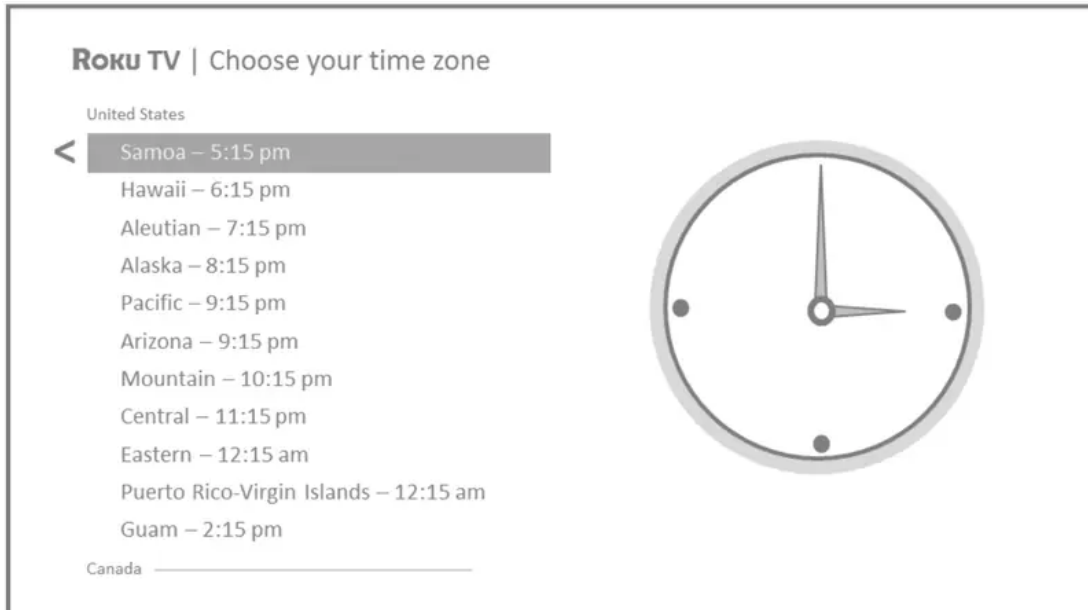 ROKU TV | Choose your time zone
United States
< Samoa – 5:15 pm
Hawaii – 6:15 pm
Aleutian – 7:15 pm
Alaska – 8:15 pm
Pacific – 9:15 pm
Arizona – 9:15 pm
Mountain – 10:15 pm
Central – 11:15 pm
Eastern – 12:15 am
Puerto Rico-Virgin Islands – 12:15 am
Guam – 2:15 pm
Canada